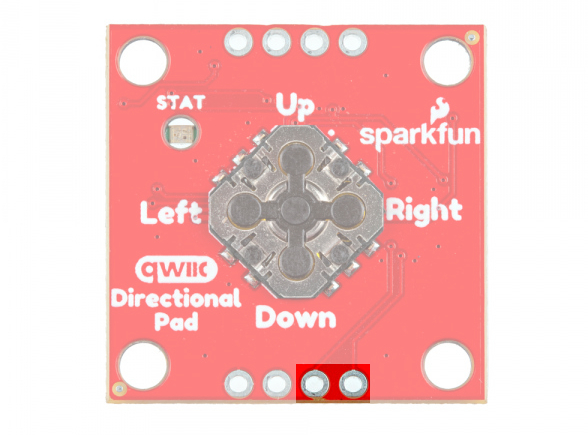 Up
STAT
sparkfun
Left
Right
qwiic
Directional
Pad
Down